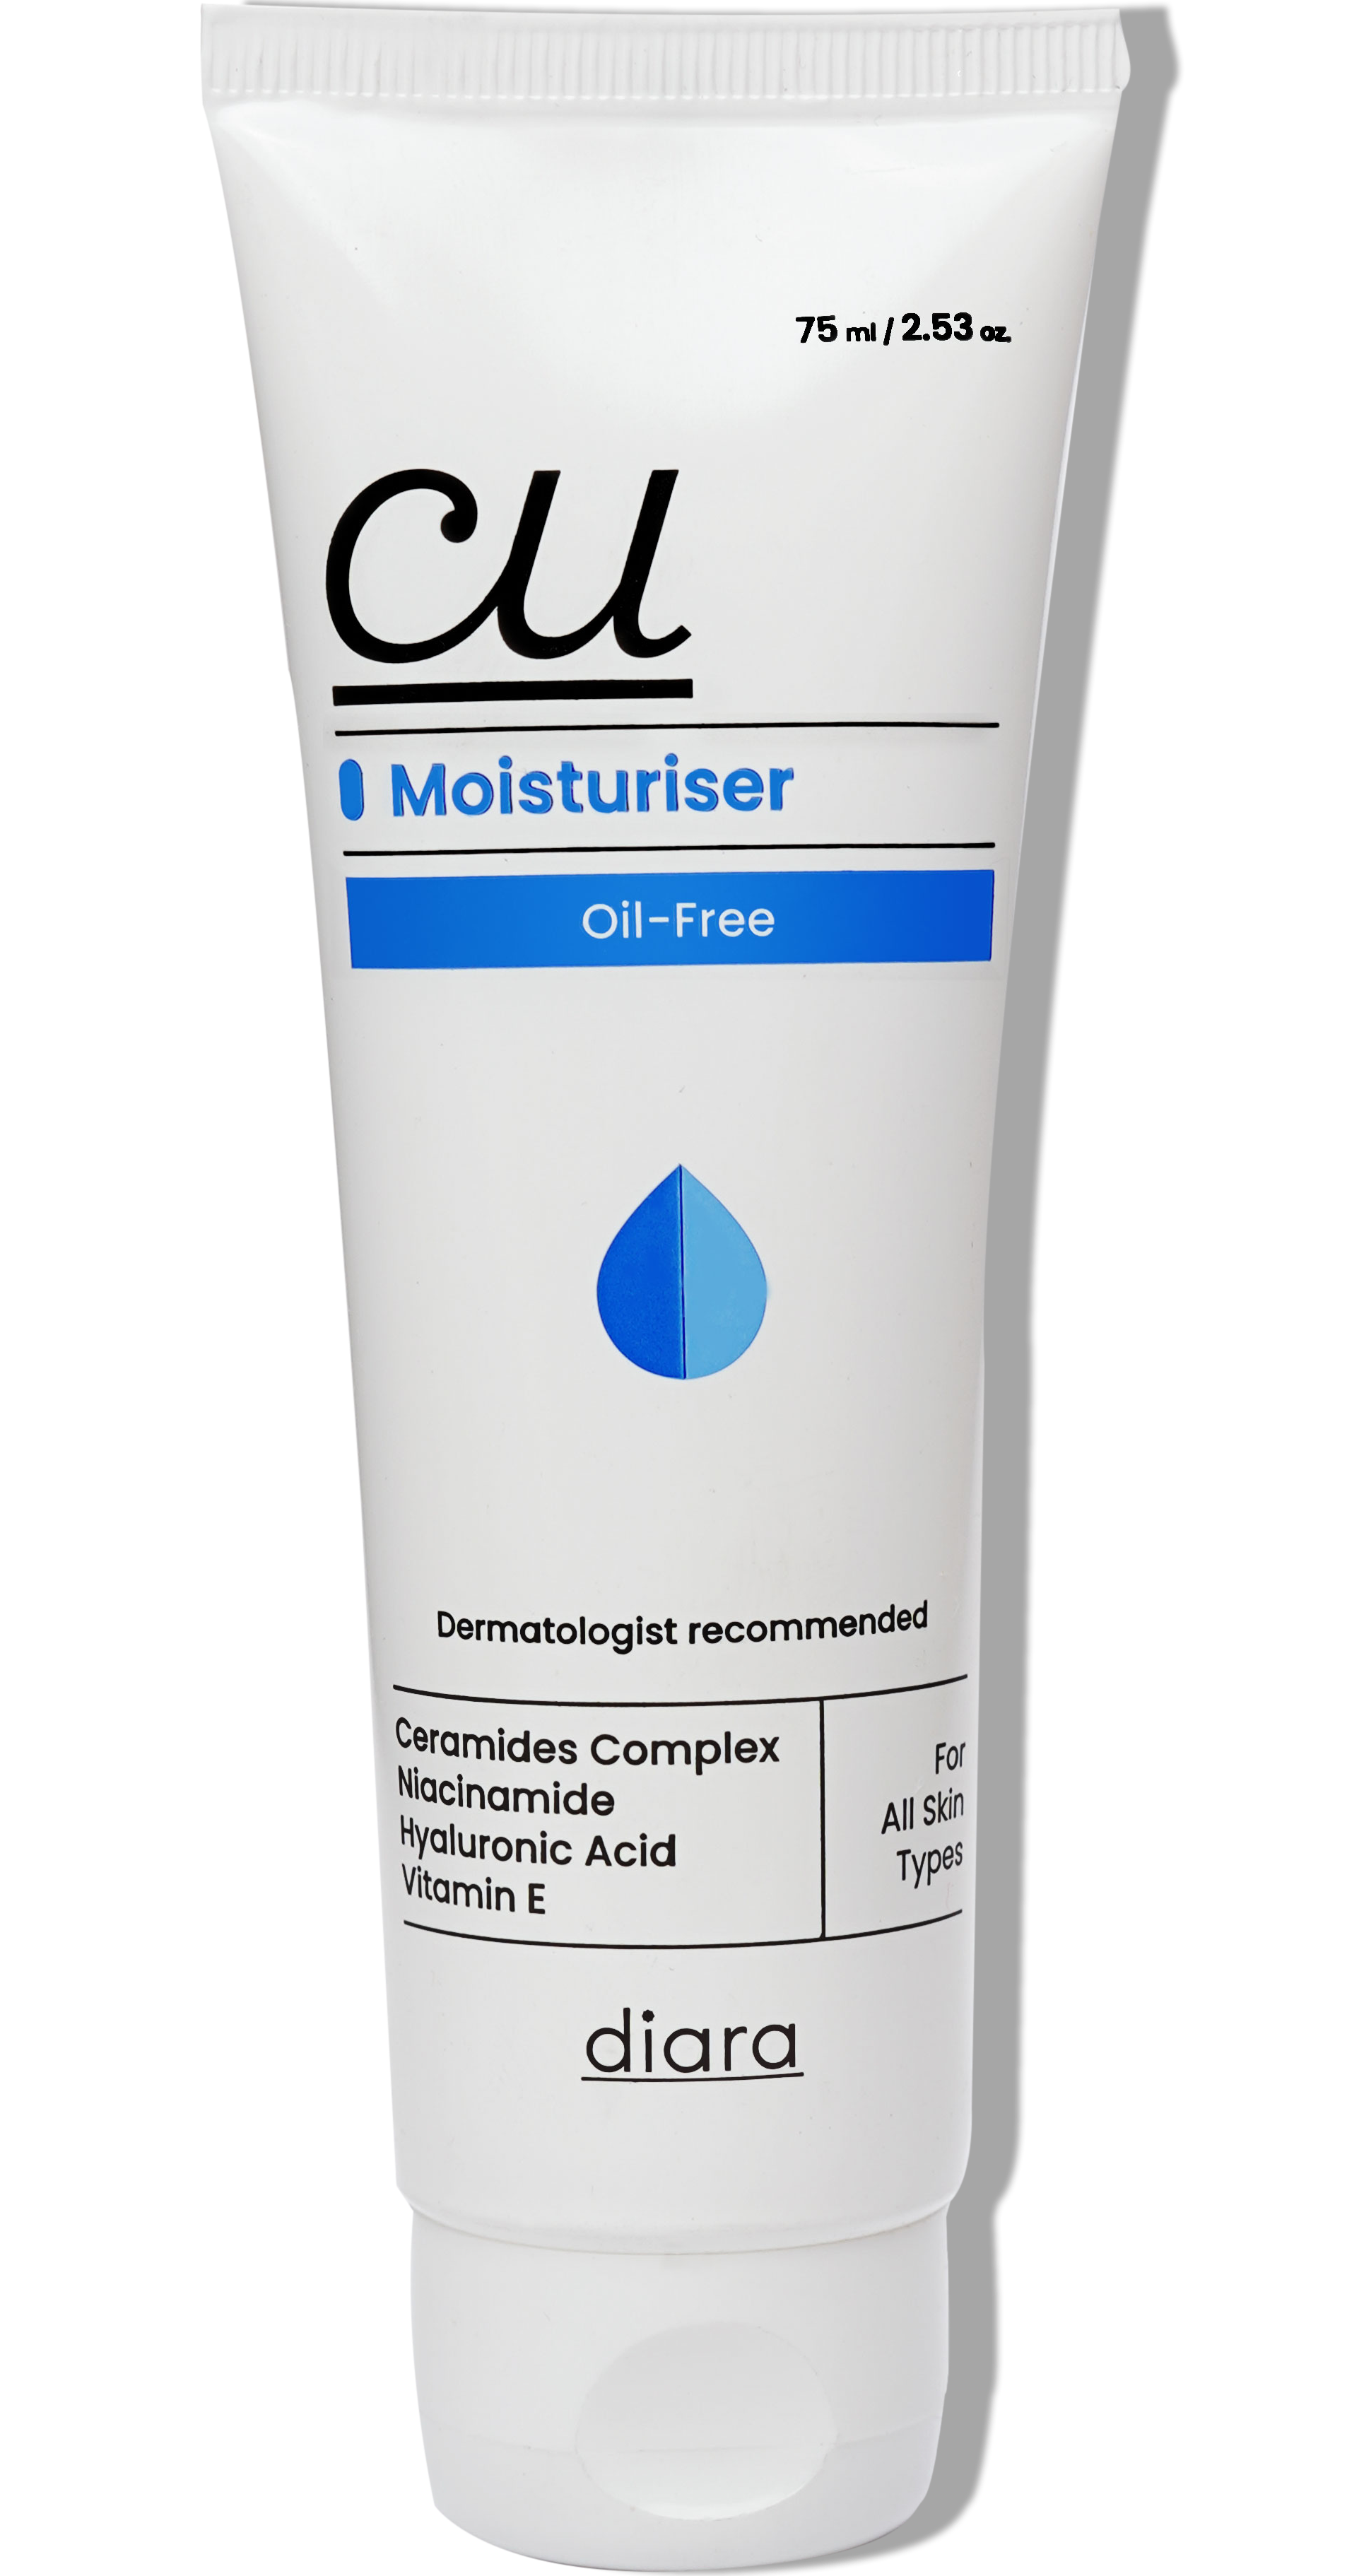 75 ml / 2.53 oz.
cu
Moisturiser
Oil-Free
Dermatologist recommended
Ceramides Complex
Niacinamide
Hyaluronic Acid
Vitamin E
For
All Skin
Types
diara